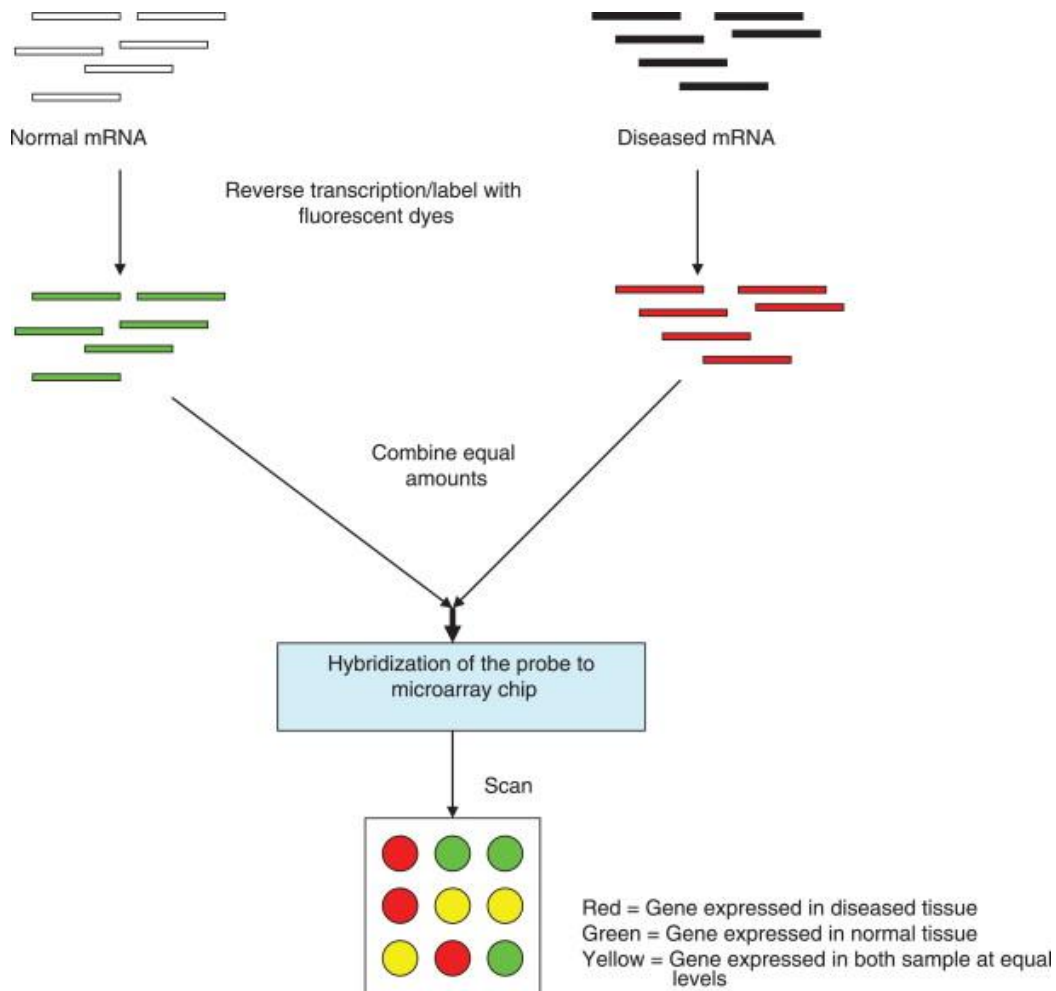 Normal mRNA
Diseased mRNA
Reverse transcription/label with
fluorescent dyes
Combine equal
amounts
Hybridization of the probe to
microarray chip
Scan
Red = Gene expressed in diseased tissue
Green = Gene expressed in normal tissue
Yellow = Gene expressed in both sample at equal
levels